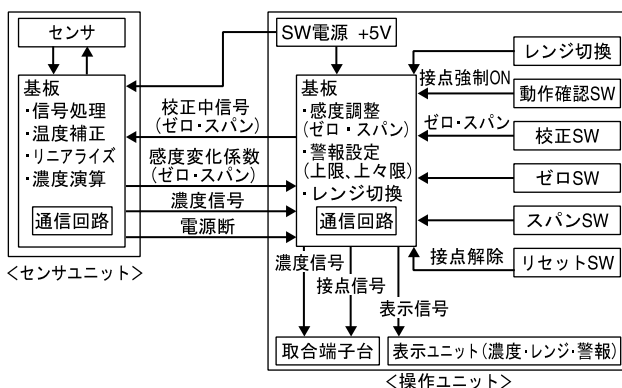 センサ
基板
・信号処理
・温度補正
・リニアライズ
・濃度演算
通信回路
<センサユニット>
校正中信号
(ゼロ・スパン)
感度変化係数
(ゼロ・スパン)
濃度信号
電源断
SW電源 +5V
基板
・感度調整
(ゼロ・スパン)
・警報設定
(上限、上々限)
・レンジ切換
通信回路
レンジ切換
接点強制ON
動作確認SW
ゼロ・スパン
校正SW
ゼロSW
スパンSW
接点解除
リセットSW
濃度信号
接点信号
表示信号
取合端子台
表示ユニット(濃度・レンジ・警報)
<操作ユニット>